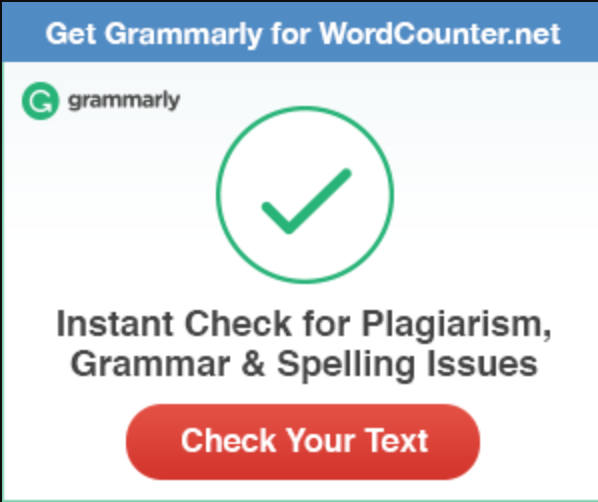 Get Grammarly for WordCounter.net
grammarly
Instant Check for Plagiarism,
Grammar & Spelling Issues
Check Your Text